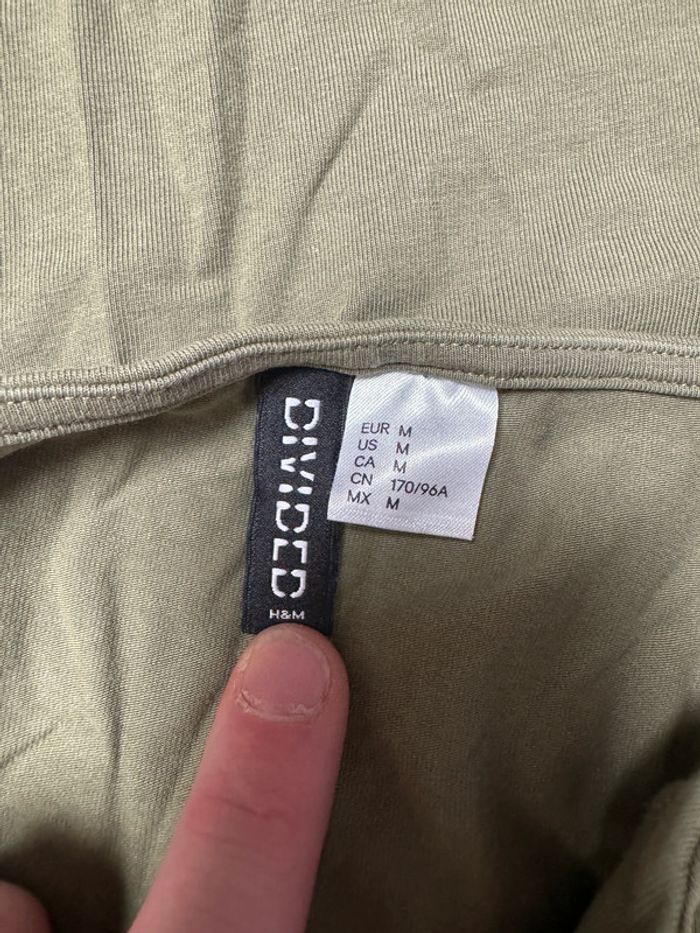 DIVIDED
H&M
EUR M
US M
CA M
CN 170/96A
MX M